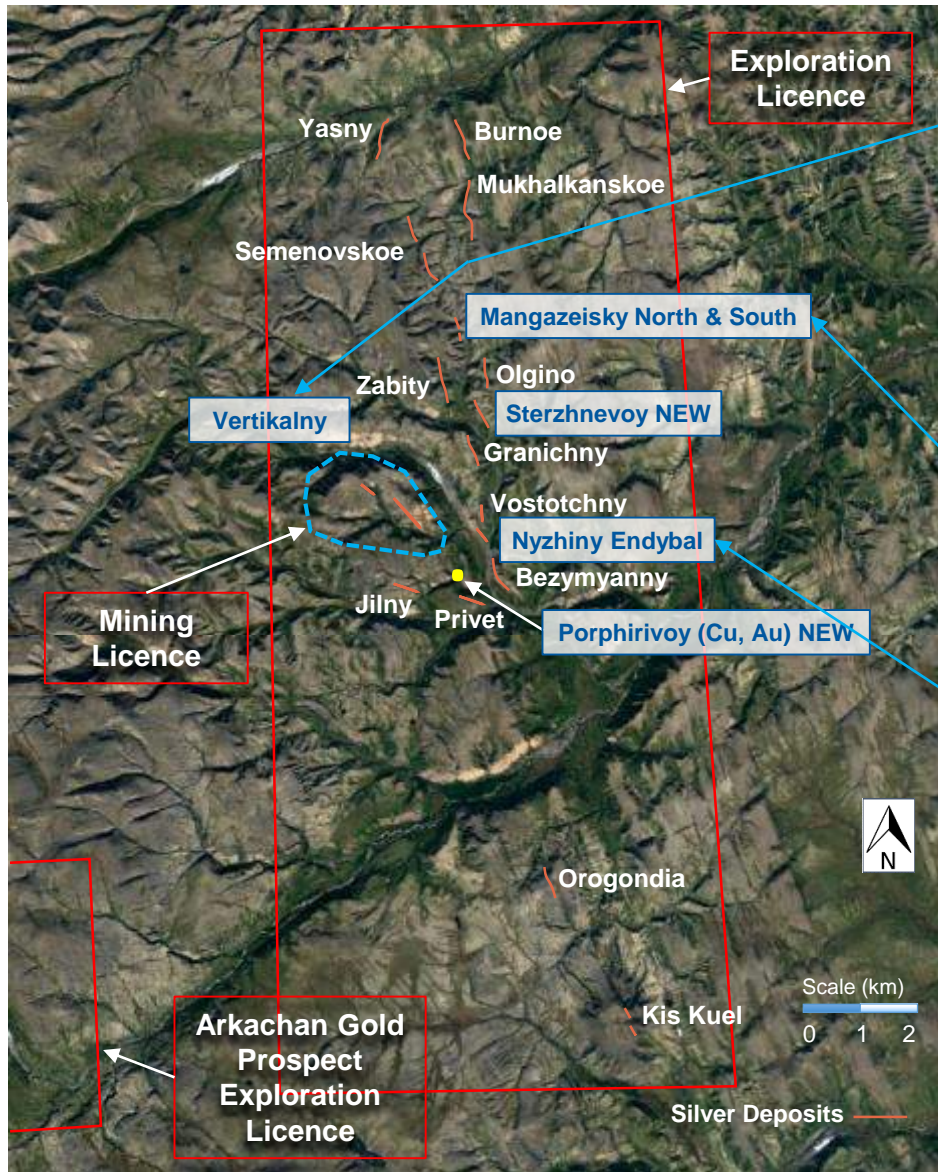 Exploration
Licence
Yasny
Burnoe
Mukhalkanskoe
Semenovskoe
Mangazeisky North & South
Zabity
Olgino
Vertikalny
Sterzhnevoy NEW
Granichny
Vostotchny
Nyzhiny Endybal
Bezymyanny
Jilny
Privet
Mining
Licence
Porphirivoy (Cu, Au) NEW
N
Orogondia
Scale (km)
0 1 2
Kis Kuel
Arkachan Gold
Prospect
Exploration
Licence
Silver Deposits